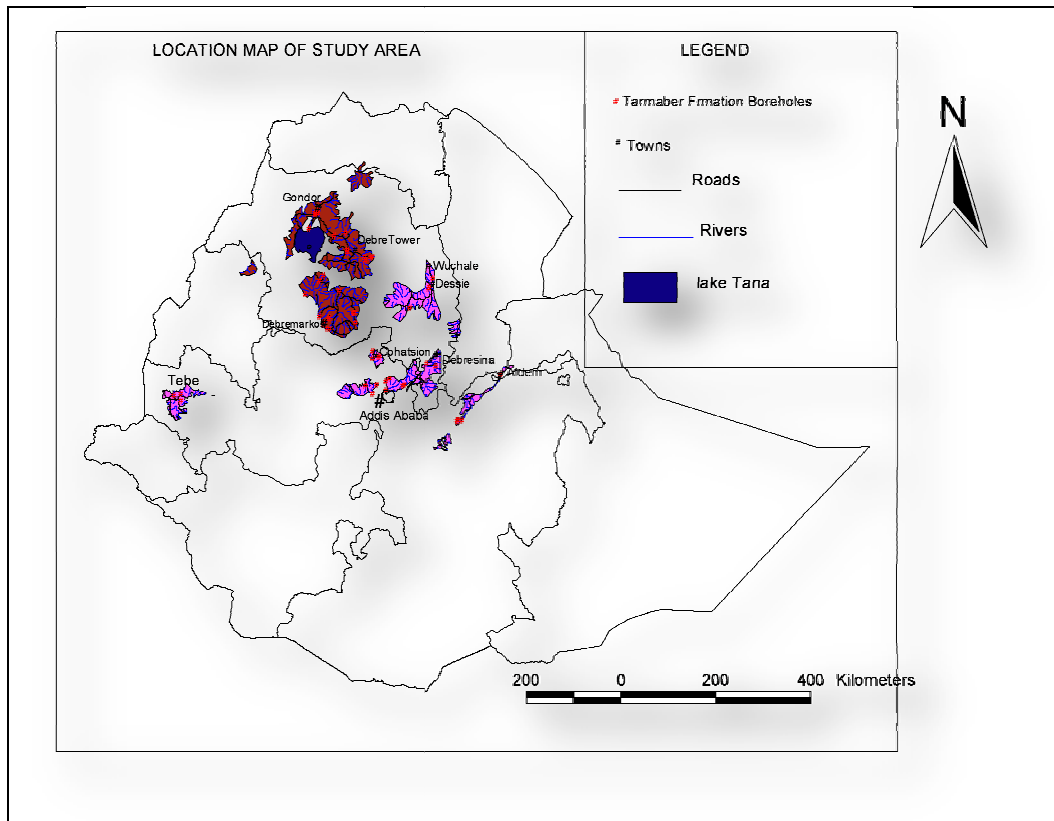 LOCATION MAP OF STUDY AREA
LEGEND
# Tarmaber Frmation Boreholes
# Towns
Roads
Rivers
lake Tana
N
Gondor
DebreTower
Wuchale
Dessie
Debremarkos
Cohatsion
Debresina
Tebe
#
Addis Ababa
200 0 200 400 Kilometers